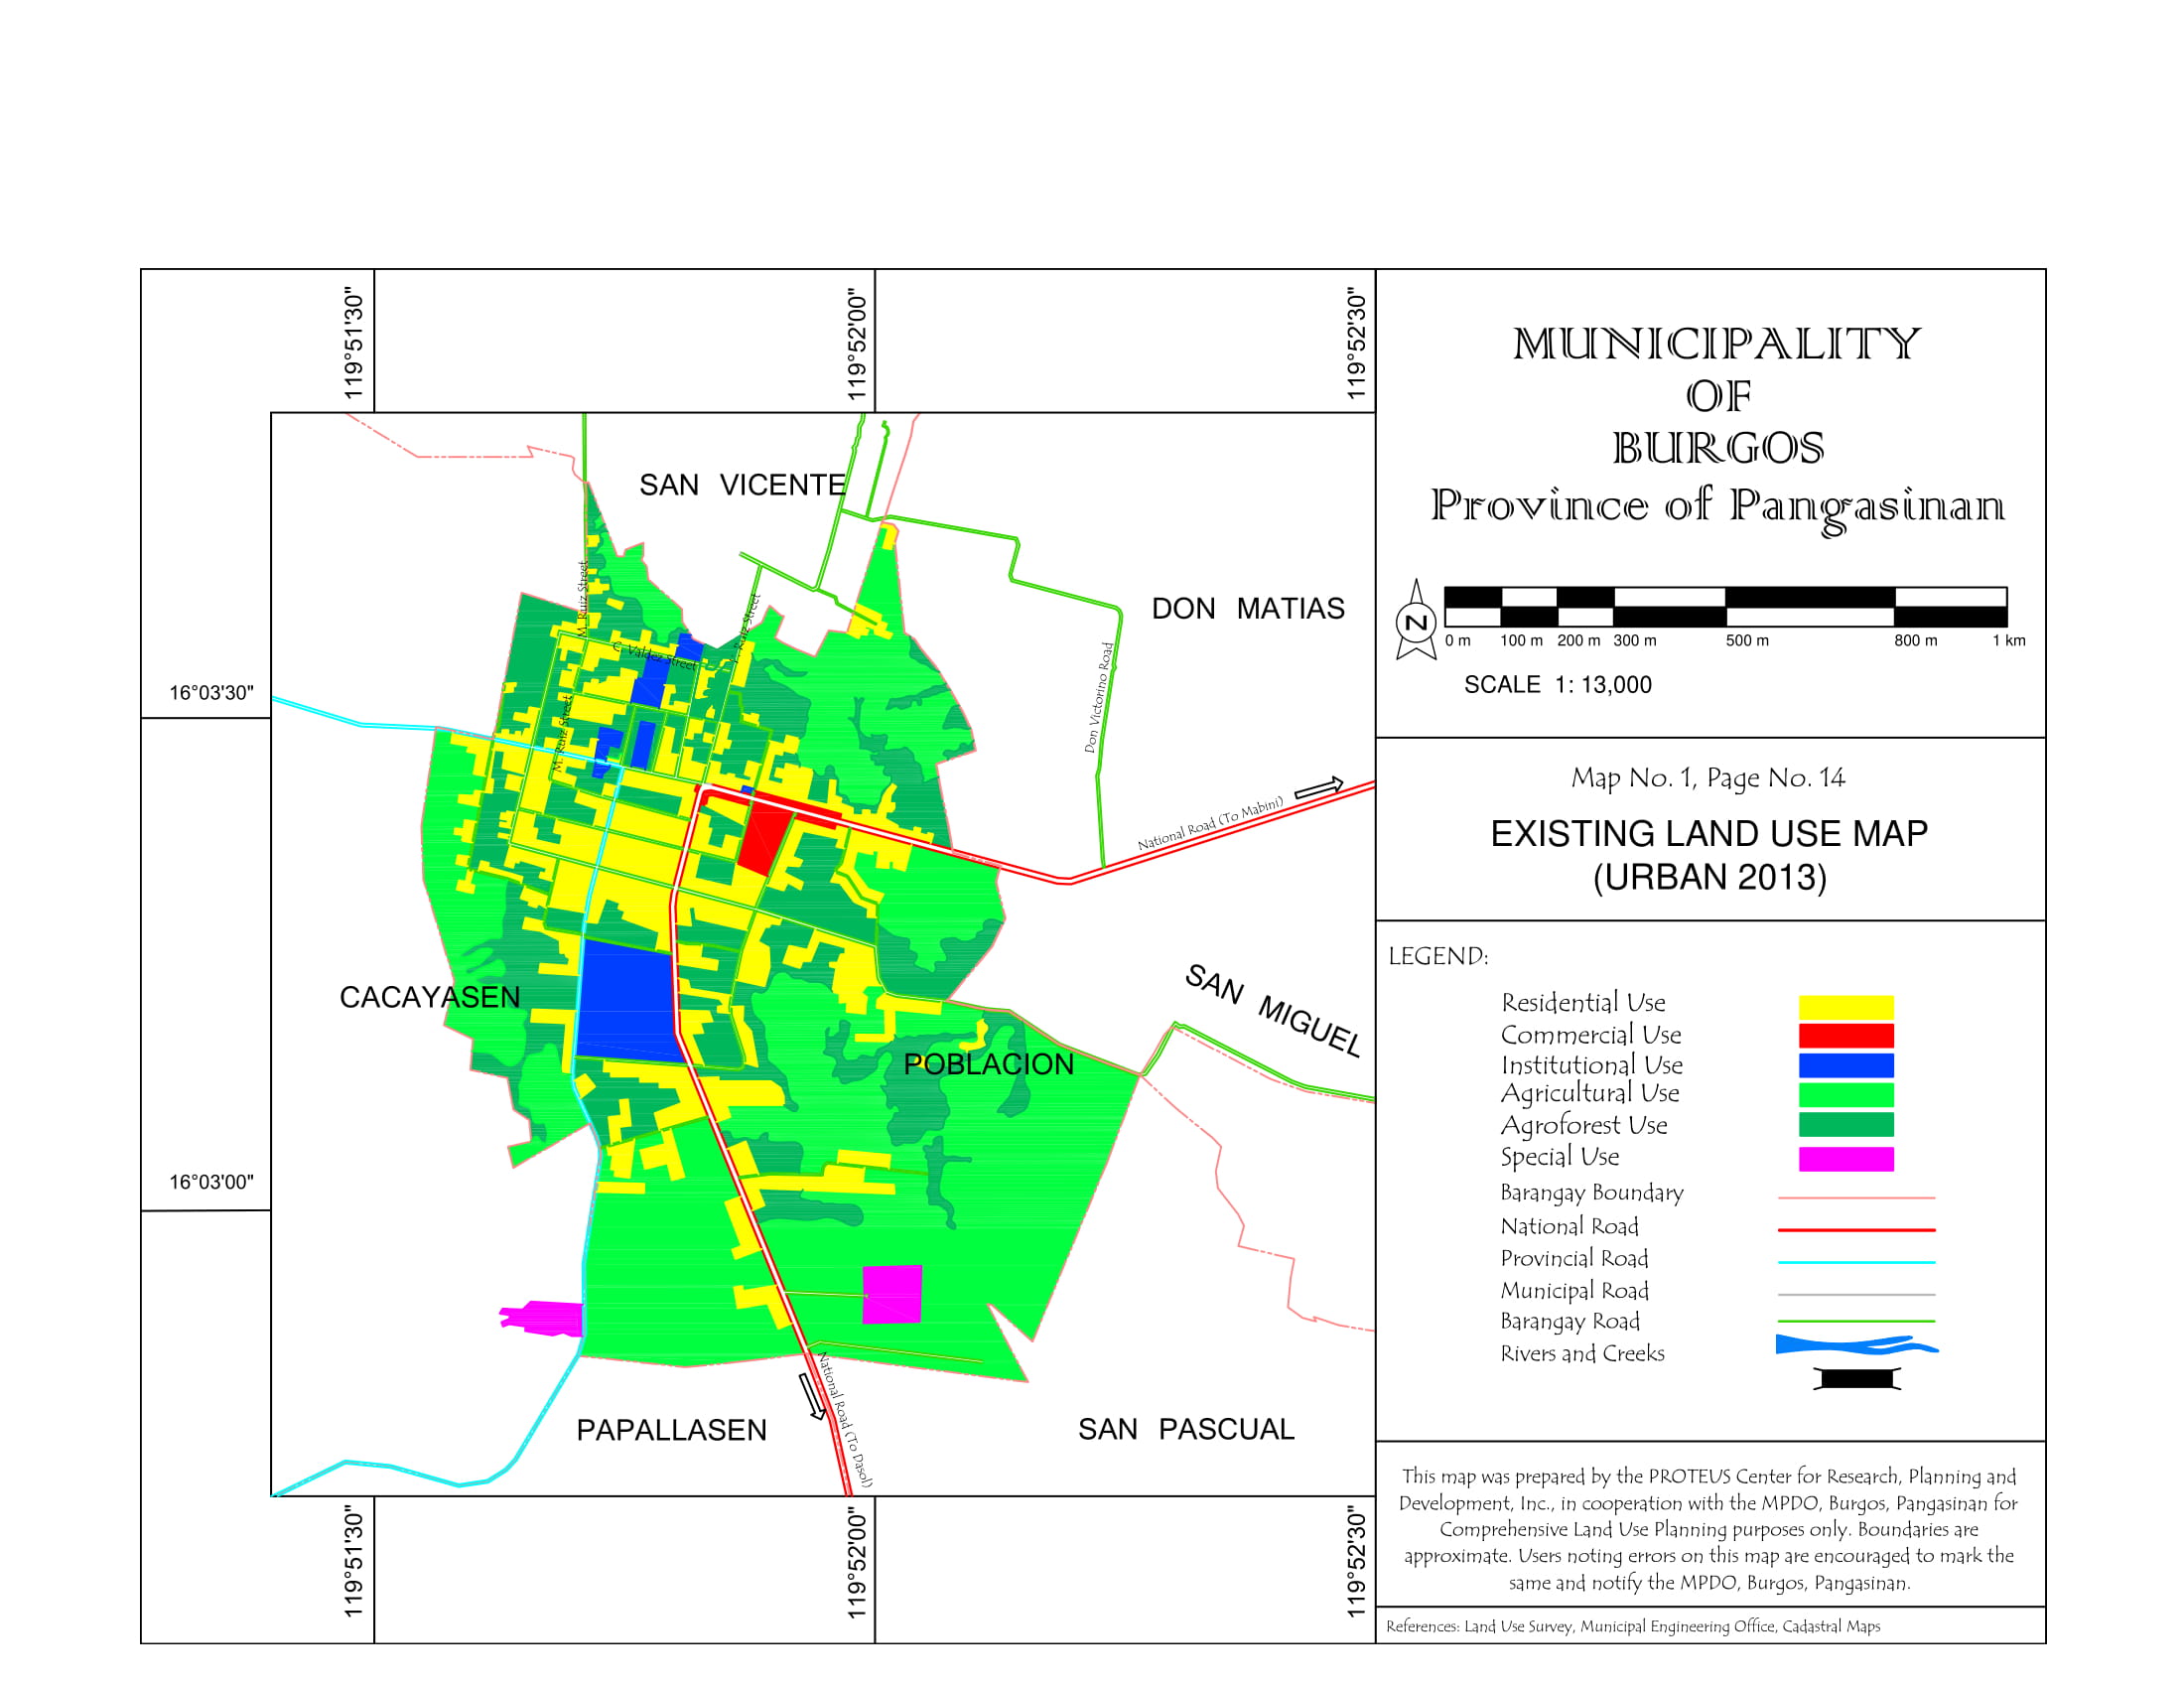 119°51'30"
119°52'00"
119°52'30"
MUNICIPALITY
OF
BURGOS
Province of Pangasinan
N
0 m 100 m 200 m 300 m 500 m 800 m 1 km
SCALE 1: 13,000
Map No. 1, Page No. 14
EXISTING LAND USE MAP
(URBAN 2013)
LEGEND:
Residential Use
Commercial Use
Institutional Use
Agricultural Use
Agroforest Use
Special Use
Barangay Boundary
National Road
Provincial Road
Municipal Road
Barangay Road
Rivers and Creeks
This map was prepared by the PROTEUS Center for Research, Planning and
Development, Inc., in cooperation with the MPDO, Burgos, Pangasinan for
Comprehensive Land Use Planning purposes only. Boundaries are
approximate. Users noting errors on this map are encouraged to mark the
same and notify the MPDO, Burgos, Pangasinan.
References: Land Use Survey, Municipal Engineering Office, Cadastral Maps
SAN VICENTE
DON MATIAS
M. Ruiz Street
Ruiz Street
C. Valdez Street
Don Victorino Road
16°03'30"
M. Ruiz Street
National Road (To Mabini)
CACAYASEN
SAN MIGUEL
POBLACION
16°03'00"
National Road (To Dasol)
PAPALLASEN
SAN PASCUAL
119°51'30"
119°52'00"
119°52'30"